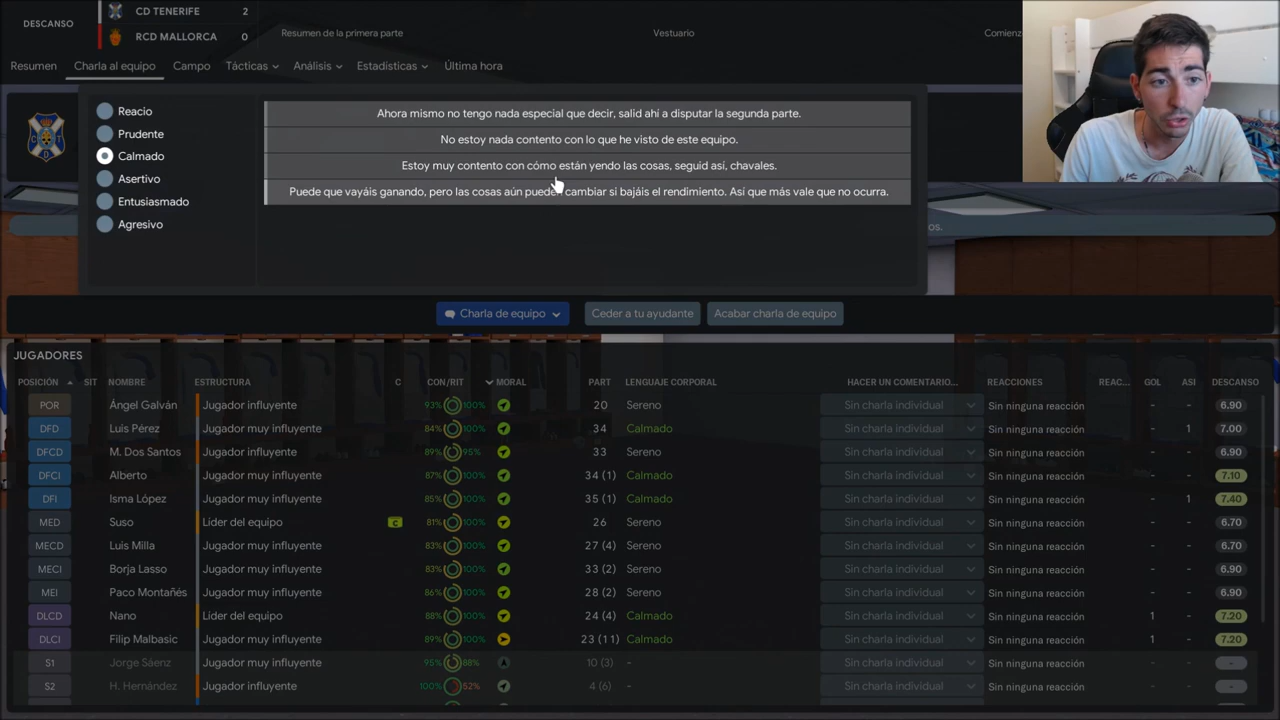 DESCANSO
CD TENERIFE 2
RCD MALLORCA 0
Resumen de la primera parte
Vestuario
Comienz
Resumen
Charla al equipo
Campo
Tácticas
Análisis
Estadísticas
Última hora
Reacio
Prudente
Calmado
Asertivo
Entusiasmado
Agresivo
Ahora mismo no tengo nada especial que decir, salid ahí a disputar la segunda parte.
No estoy nada contento con lo que he visto de este equipo.
Estoy muy contento con cómo están yendo las cosas, seguid así, chavales.
Puede que vayáis ganando, pero las cosas aún pueden cambiar si bajáis el rendimiento. Así que más vale que no ocurra.
os.
Charla de equipo
Ceder a tu ayudante
Acabar charla de equipo
JUGADORES
POSICIÓN SIT NOMBRE ESTRUCTURA C CON/RIT MORAL PART LENGUAJE CORPORAL HACER UN COMENTARIO... REACCIONES REAC... GOL ASI DESCANSO
POR Ángel Galván Jugador influyente 93% 100% 20 Sereno Sin charla individual Sin ninguna reacción - - 6.90
DFD Luis Pérez Jugador muy influyente 84% 100% 34 Calmado Sin charla individual Sin ninguna reacción - 1 7.00
DFCD M. Dos Santos Jugador influyente 89% 95% 33 Sereno Sin charla individual Sin ninguna reacción - - 6.90
DFCI Alberto Jugador muy influyente 87% 100% 34 (1) Calmado Sin charla individual Sin ninguna reacción - - 7.10
DFI Isma López Jugador muy influyente 85% 100% 35 (1) Calmado Sin charla individual Sin ninguna reacción - 1 7.40
MED Suso Líder del equipo C 81% 100% 26 Sereno Sin charla individual Sin ninguna reacción - - 6.70
MECD Luis Milla Jugador muy influyente 83% 100% 27 (4) Sereno Sin charla individual Sin ninguna reacción - - 6.70
MECI Borja Lasso Jugador muy influyente 83% 100% 33 (2) Sereno Sin charla individual Sin ninguna reacción - - 6.90
MEI Paco Montañés Jugador muy influyente 86% 100% 28 (2) Sereno Sin charla individual Sin ninguna reacción - - 6.90
DLCD Nano Líder del equipo 88% 100% 24 (4) Calmado Sin charla individual Sin ninguna reacción 1 - 7.20
DLCI Filip Malbasic Jugador muy influyente 89% 100% 23 (11) Calmado Sin charla individual Sin ninguna reacción 1 - 7.20
S1 Jorge Sáenz Jugador muy influyente 95% 88% 10 (3) - Sin charla individual Sin ninguna reacción - - -
S2 H. Hernández Jugador influyente 100% 52% 4 (6) - Sin charla individual Sin ninguna reacción - - -